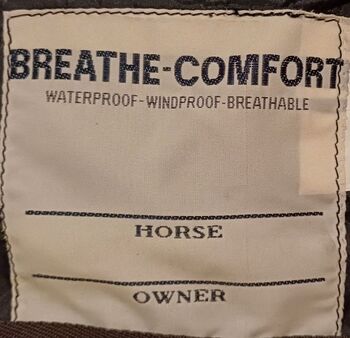 BREATHE-COMFORT
WATERPROOF-WINDPROOF-BREATHABLE
HORSE
OWNER